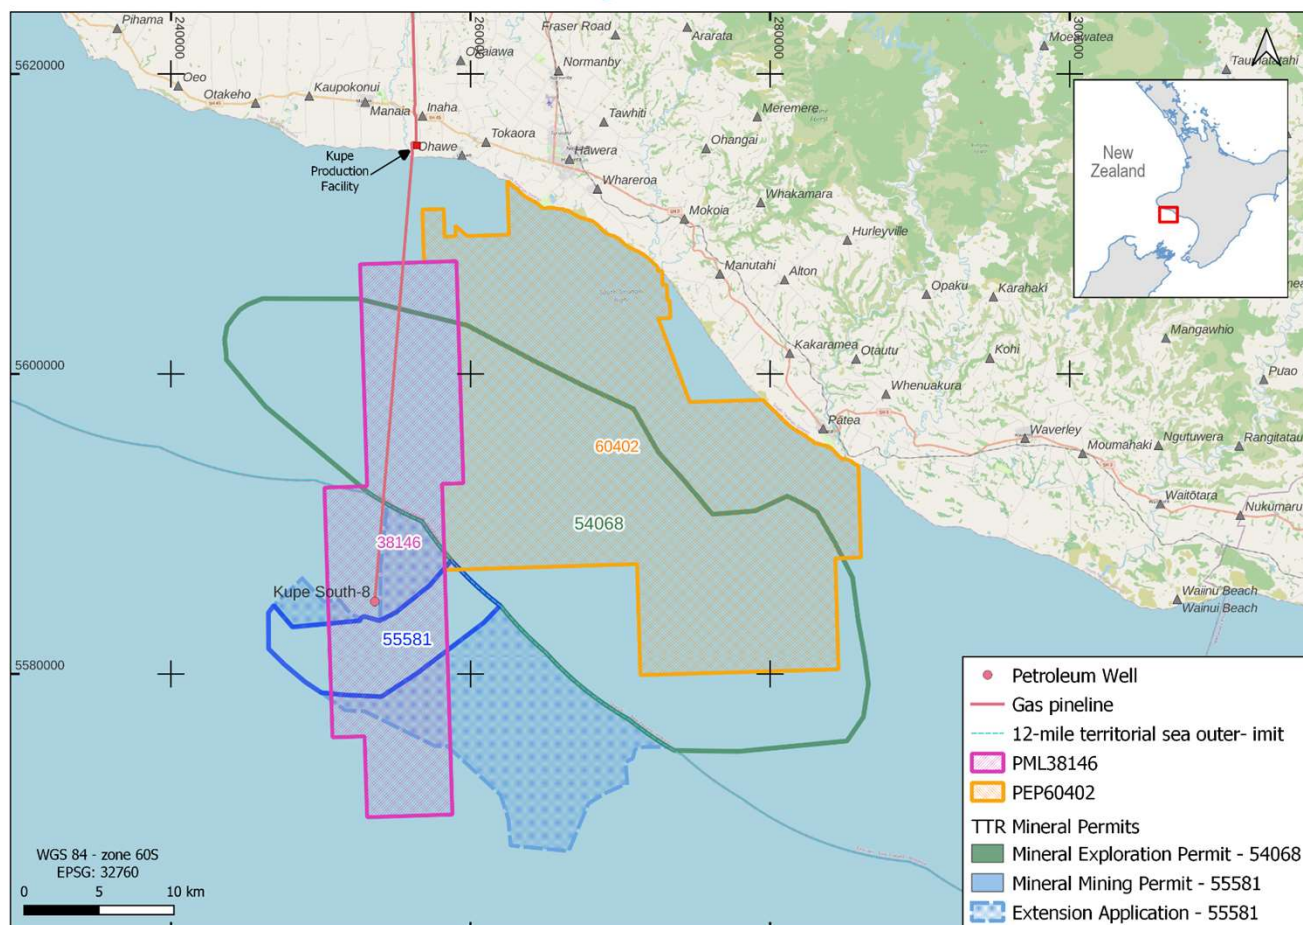 Pihama
240000
Okaiawa
260000
Fraser Road
Ararata
280000
300000
Moeawatea
Normanby
5620000
Oeo
Otakeho
Kaupokonui
Manaia
Inaha
Tawhiti
Meremere
Tokaora
Ohangai
Ohawe
Kupe
Production
Facility
Hāwera
Whareroa
Whakamara
Mokoia
Hurleyville
Manutahi
Alton
Opaku
Karahaki
New
Zealand
Mangawhio
Kakaramea
Otautu
Kohi
5600000
Whenuakura
Puao
Pātea
Waverley
Moumahaki
Ngutuwera
Rangitatau
60402
54068
38146
Waitōtara
Nukumaru
Kupe South-8
55581
Waiinu Beach
Wainui Beach
5580000
Petroleum Well
Gas pineline
12-mile territorial sea outer- imit
PML38146
PEP60402
TTR Mineral Permits
Mineral Exploration Permit - 54068
Mineral Mining Permit - 55581
Extension Application - 55581
WGS 84 - zone 60S
EPSG: 32760
0 5 10 km